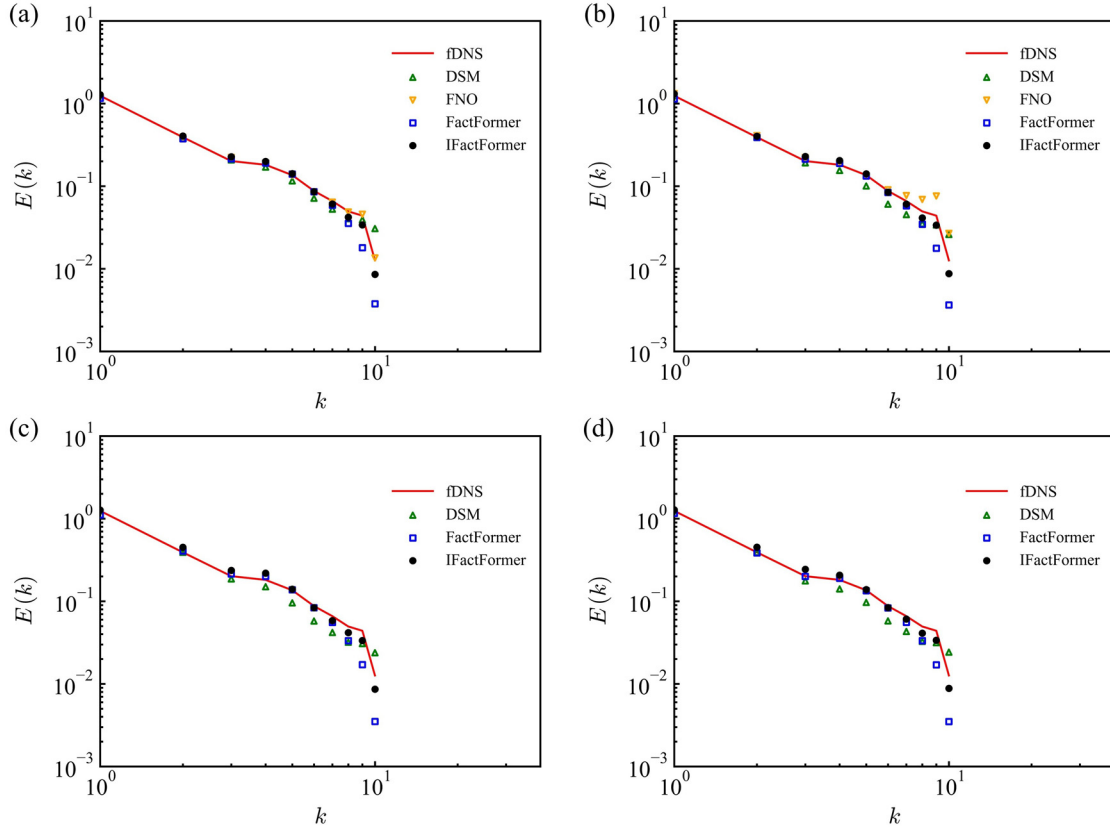 (a)
10^1
10^0
10^{-1}
10^{-2}
10^{-3}
E(k)
fDNS
DSM
FNO
FactFormer
IFactFormer
10^0
10^1
k
(b)
10^1
10^0
10^{-1}
10^{-2}
10^{-3}
E(k)
fDNS
DSM
FNO
FactFormer
IFactFormer
10^0
10^1
k
(c)
10^1
10^0
10^{-1}
10^{-2}
10^{-3}
E(k)
fDNS
DSM
FactFormer
IFactFormer
10^0
10^1
k
(d)
10^1
10^0
10^{-1}
10^{-2}
10^{-3}
E(k)
fDNS
DSM
FactFormer
IFactFormer
10^0
10^1
k